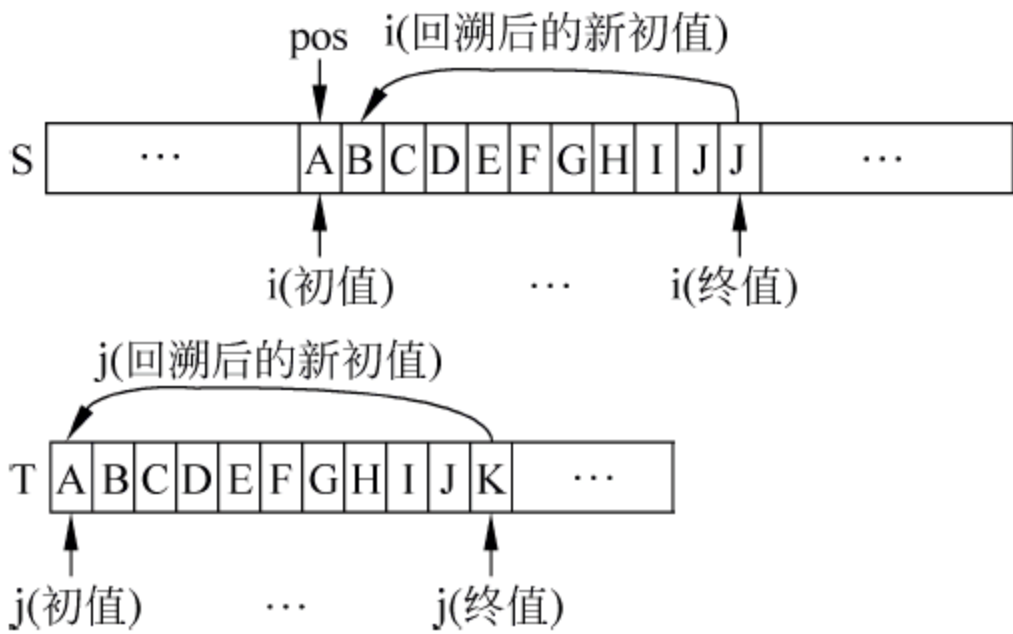 pos i(回溯后的新初值)
S ··· A B C D E F G H I J J ···
i(初值) ··· i(终值)
j(回溯后的新初值)
T A B C D E F G H I J K ···
j(初值) ··· j(终值)